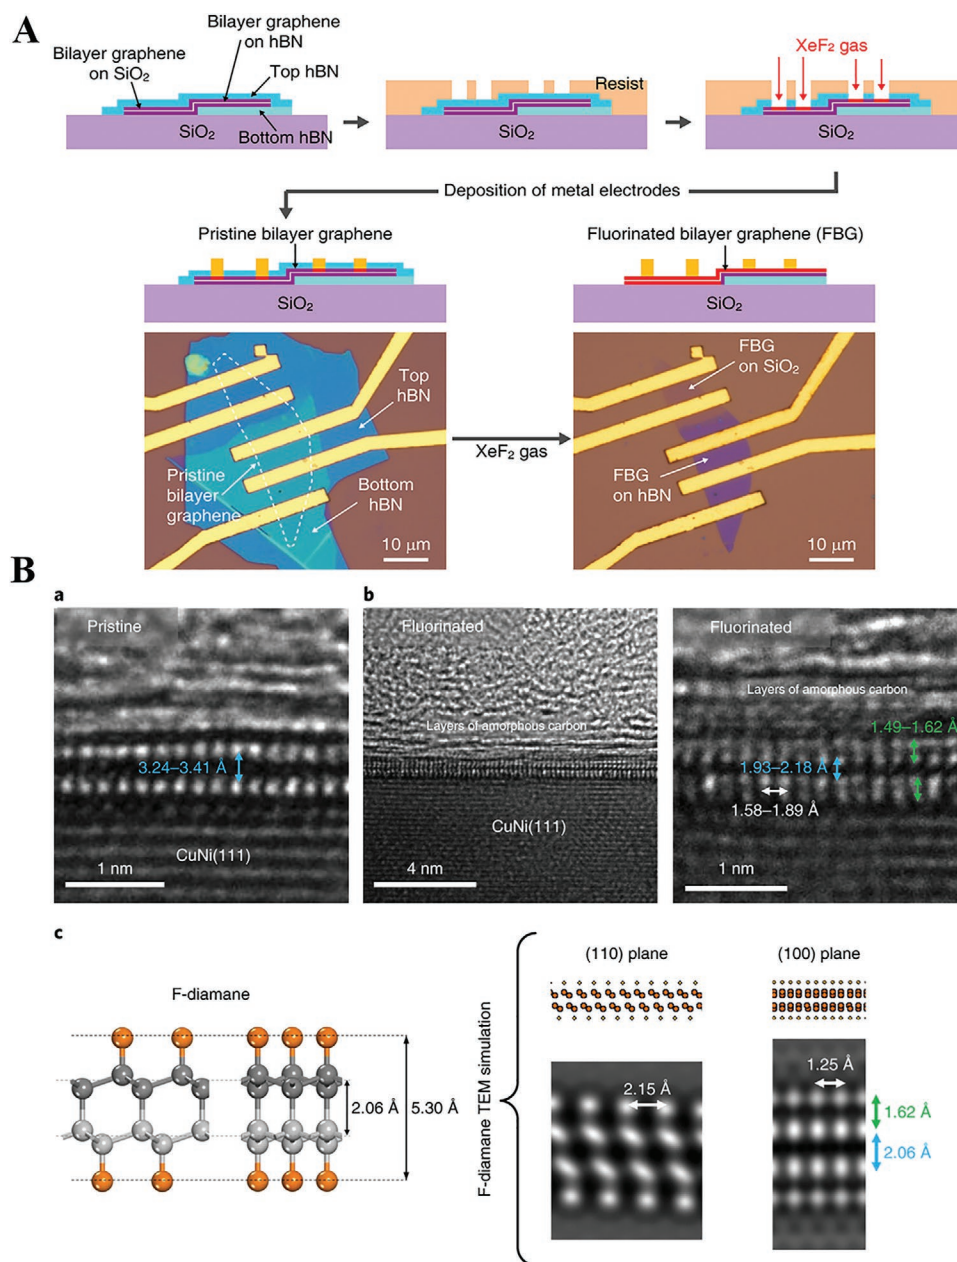 A
Bilayer graphene
on hBN
Bilayer graphene
on SiO₂
Top hBN
Bottom hBN
SiO₂
Resist
SiO₂
XeF₂ gas
SiO₂
Deposition of metal electrodes
Pristine bilayer graphene
SiO₂
Fluorinated bilayer graphene (FBG)
SiO₂
Top
hBN
Pristine
bilayer
graphene
Bottom
hBN
10 μm
XeF₂ gas
FBG
on SiO₂
FBG
on hBN
10 μm
B
a
Pristine
3.24–3.41 Å
CuNi(111)
1 nm
b
Fluorinated
Layers of amorphous carbon
CuNi(111)
4 nm
Fluorinated
Layers of amorphous carbon
1.49–1.62 Å
1.93–2.18 Å
1.58–1.89 Å
1 nm
c
F-diamane
2.06 Å
5.30 Å
F-diamane TEM simulation
(110) plane
2.15 Å
(100) plane
1.25 Å
1.62 Å
2.06 Å